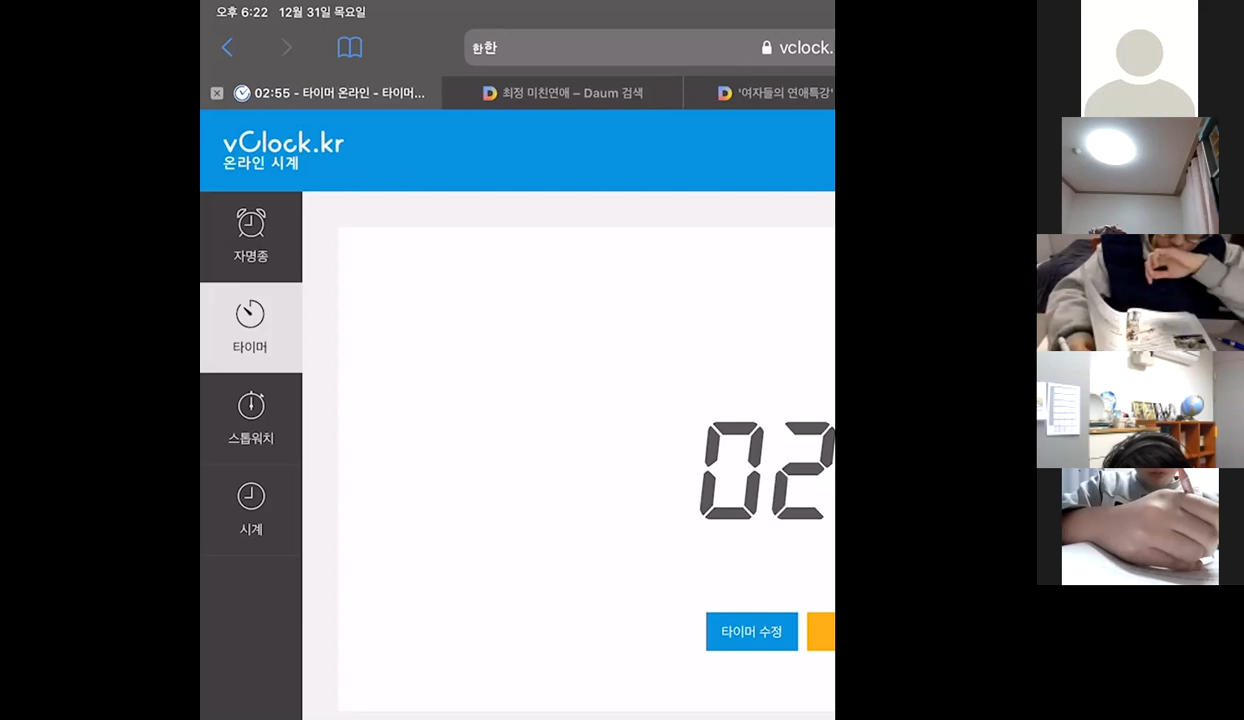 오후 6:22 12월 31일 목요일
한한
vclock.
02:55 - 타이머 온라인 - 타이머...
최정 미친연애 – Daum 검색
'여자들의 연애특강'
vClock.kr
온라인 시계
자명종
타이머
스톱워치
시계
02
타이머 수정